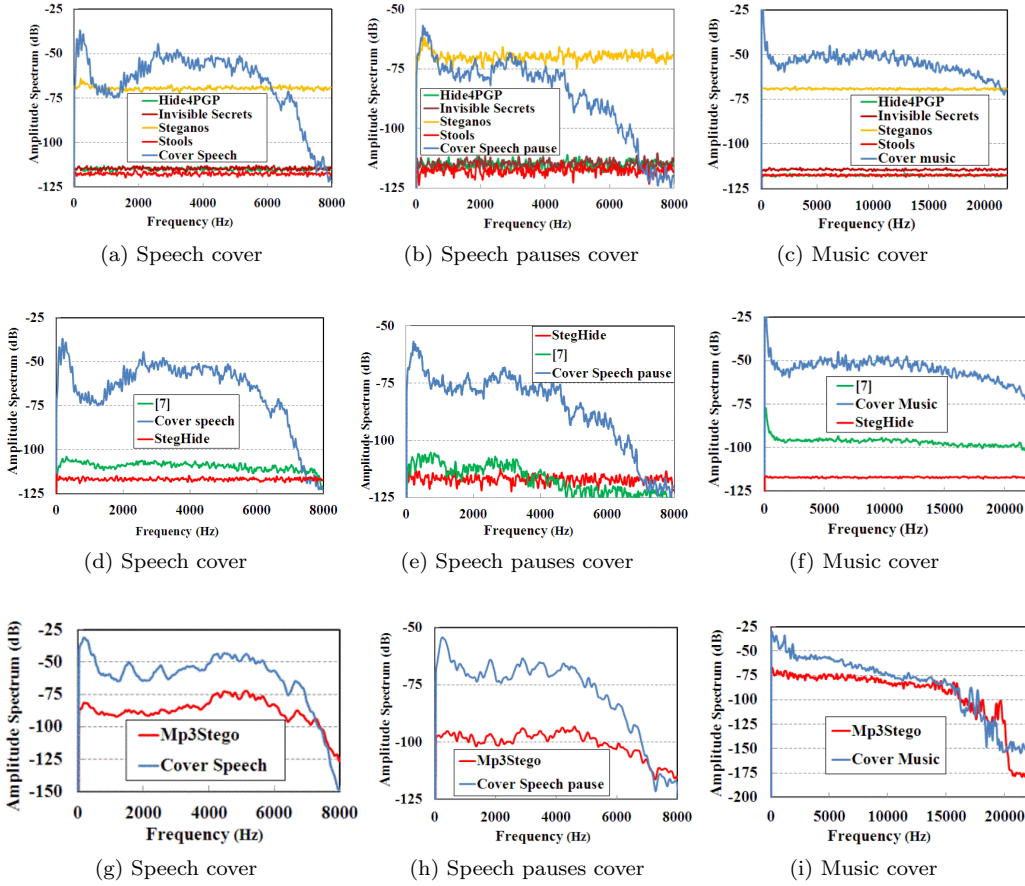 -25
-50
-75
-100
-125
Amplitude Spectrum (dB)
Hide4PGP
Invisible Secrets
Steganos
Stools
Cover Speech
0 2000 4000 6000 8000
Frequency (Hz)
(a) Speech cover
-50
-75
-100
-125
Amplitude Spectrum (dB)
Hide4PGP
Invisible Secrets
Steganos
Stools
Cover Speech pause
0 2000 4000 6000 8000
Frequency (Hz)
(b) Speech pauses cover
-25
-50
-75
-100
-125
Amplitude Spectrum (dB)
Hide4PGP
Invisible Secrets
Steganos
Stools
Cover music
0 5000 10000 15000 20000
Frequency (Hz)
(c) Music cover
-25
-50
-75
-100
-125
Amplitude Spectrum (dB)
[7]
Cover speech
StegHide
0 2000 4000 6000 8000
Frequency (Hz)
(d) Speech cover
-50
-75
-100
-125
Amplitude Spectrum (dB)
StegHide
[7]
Cover Speech pause
0 2000 4000 6000 8000
Frequency (Hz)
(e) Speech pauses cover
-25
-50
-75
-100
-125
Amplitude Spectrum (dB)
[7]
Cover Music
StegHide
0 5000 10000 15000 20000
Frequency (Hz)
(f) Music cover
-25
-50
-75
-100
-125
-150
Amplitude Spectrum (dB)
Mp3Stego
Cover Speech
0 2000 4000 6000 8000
Frequency (Hz)
(g) Speech cover
-50
-75
-100
-125
Amplitude Spectrum (dB)
Mp3Stego
Cover Speech pause
0 2000 4000 6000 8000
Frequency (Hz)
(h) Speech pauses cover
-25
-50
-75
-100
-125
-150
-175
-200
Amplitude Spectrum (dB)
Mp3Stego
Cover Music
0 5000 10000 15000 20000
Frequency (Hz)
(i) Music cover